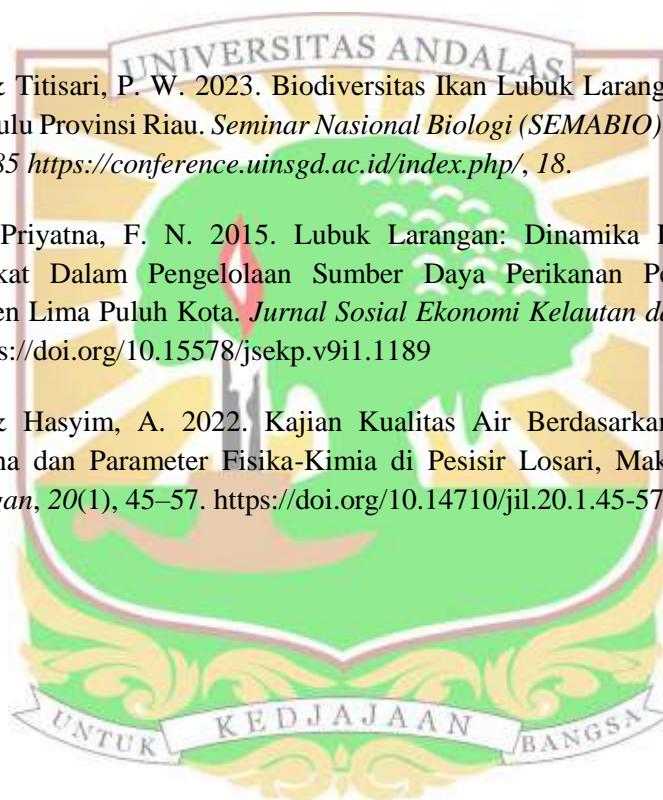 UNIVERSITAS ANDALAS
& Titisari, P. W. 2023. Biodiversitas Ikan Lubuk Larang
ulu Provinsi Riau. Seminar Nasional Biologi (SEMABIO)
85 https://conference.uinsgd.ac.id/index.php/, 18.
Priyatna, F. N. 2015. Lubuk Larangan: Dinamika
kat Dalam Pengelolaan Sumber Daya Perikanan Pe
en Lima Puluh Kota. Jurnal Sosial Ekonomi Kelautan da
s://doi.org/10.15578/jsekp.v9i1.1189
& Hasyim, A. 2022. Kajian Kualitas Air Berdasarkan
na dan Parameter Fisika-Kimia di Pesisir Losari, Mak
gan, 20(1), 45–57. https://doi.org/10.14710/jil.20.1.45-57
UNTUK KEDJAJAAN BANGSA